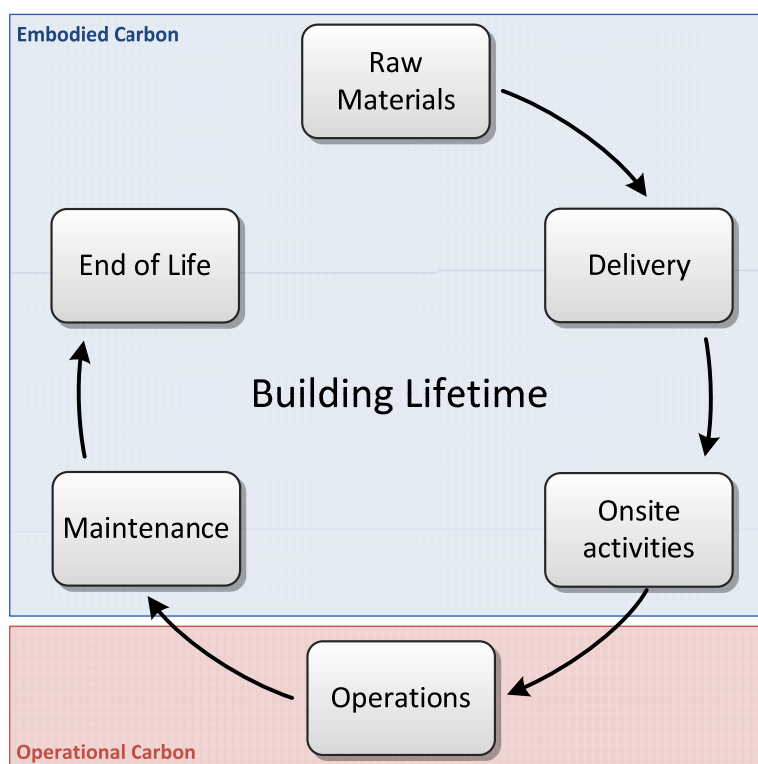 Embodied Carbon
Raw
Materials
End of Life
Delivery
Building Lifetime
Maintenance
Onsite
activities
Operations
Operational Carbon